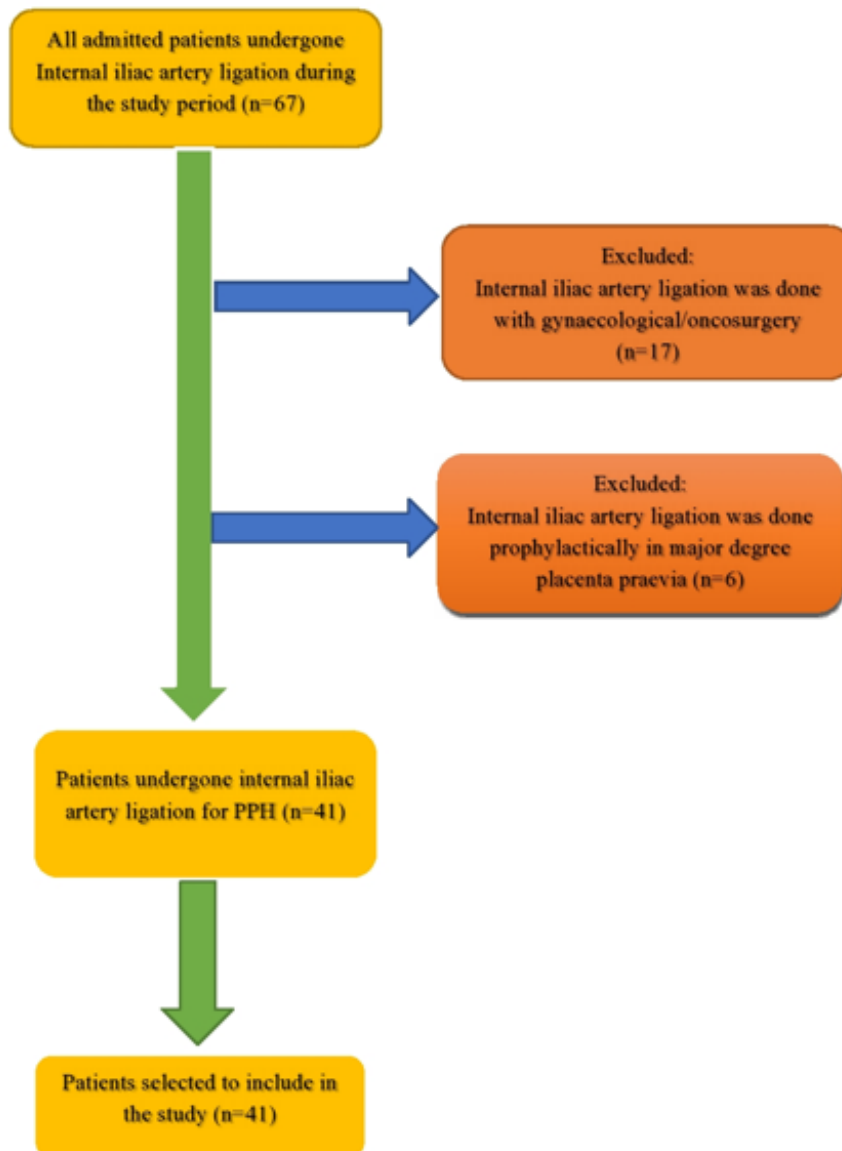 All admitted patients undergone
Internal iliac artery ligation during
the study period (n=67)
Excluded:
Internal iliac artery ligation was done
with gynaecological/oncosurgery
(n=17)
Excluded:
Internal iliac artery ligation was done
prophylactically in major degree
placenta praevia (n=6)
Patients undergone internal iliac
artery ligation for PPH (n=41)
Patients selected to include in
the study (n=41)